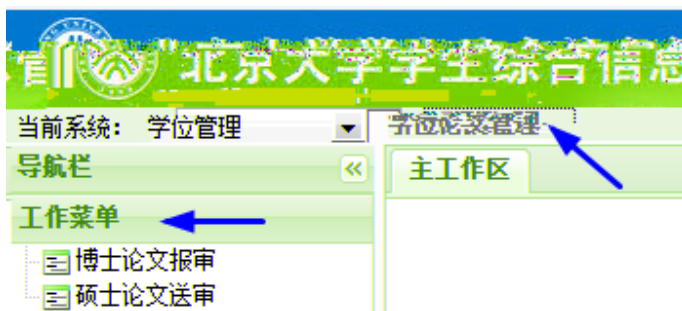 北京大学学生综合信息
当前系统： 学位管理 学位论文管理
导航栏 主工作区
工作菜单
博士论文报审
硕士论文送审